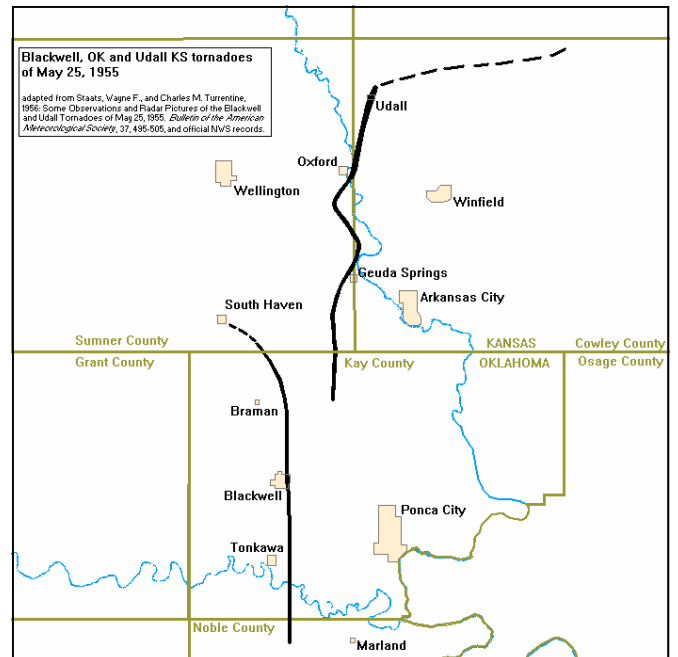 Blackwell, OK and Udall KS tornadoes
of May 25, 1955
adapted from Staats, Wayne F., and Charles M. Turrentine,
1956: Some Observations and Radar Pictures of the Blackwell
and Udall Tornadoes of May 25, 1955. Bulletin of the American
Meteorological Society, 37, 495-505, and official NWS records.
Udall
Oxford
Wellington
Winfield
Geuda Springs
Arkansas City
South Haven
Sumner County
KANSAS
Cowley County
Grant County
Kay County
OKLAHOMA
Osage County
Braman
Blackwell
Ponca City
Tonkawa
Noble County
Marland